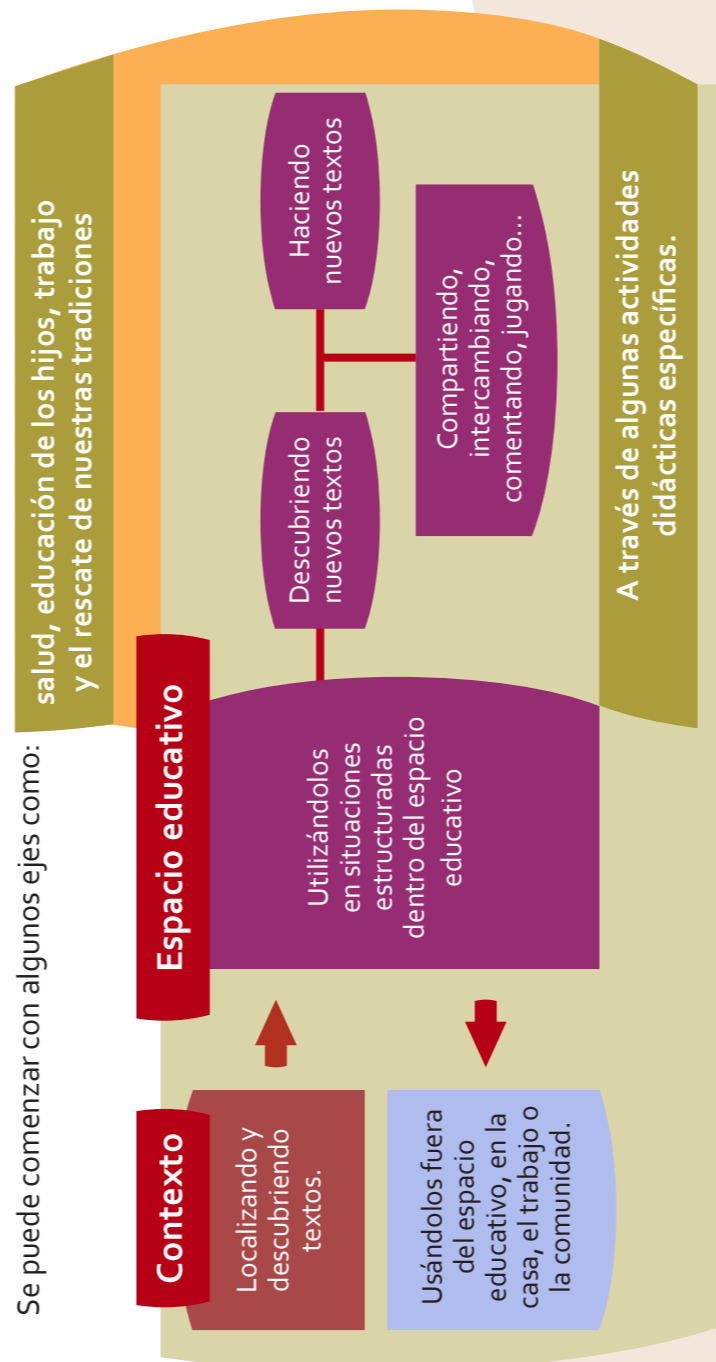 Se puede comenzar con algunos ejes como:
salud, educación de los hijos, trabajo
y el rescate de nuestras tradiciones
Contexto
Localizando y
descubriendo
textos.
Usándolos fuera
del espacio
educativo, en la
casa, el trabajo o
la comunidad.
Espacio educativo
Utilizándolos
en situaciones
estructuradas
dentro del espacio
educativo
Descubriendo
nuevos textos
Haciendo
nuevos textos
Compartiendo,
intercambiando,
comentando, jugando...
A través de algunas actividades
didácticas específicas.